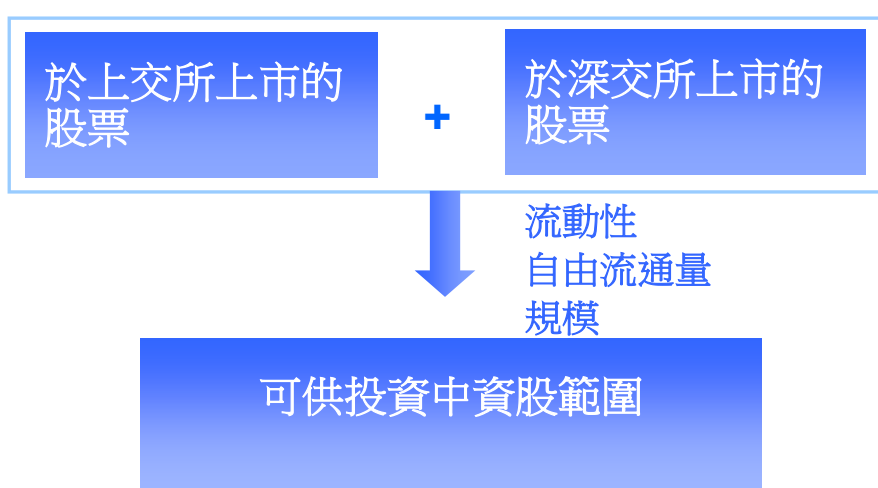 於上交所上市的
股票
+
於深交所上市的
股票
流動性
自由流通量
規模
可供投資中資股範圍